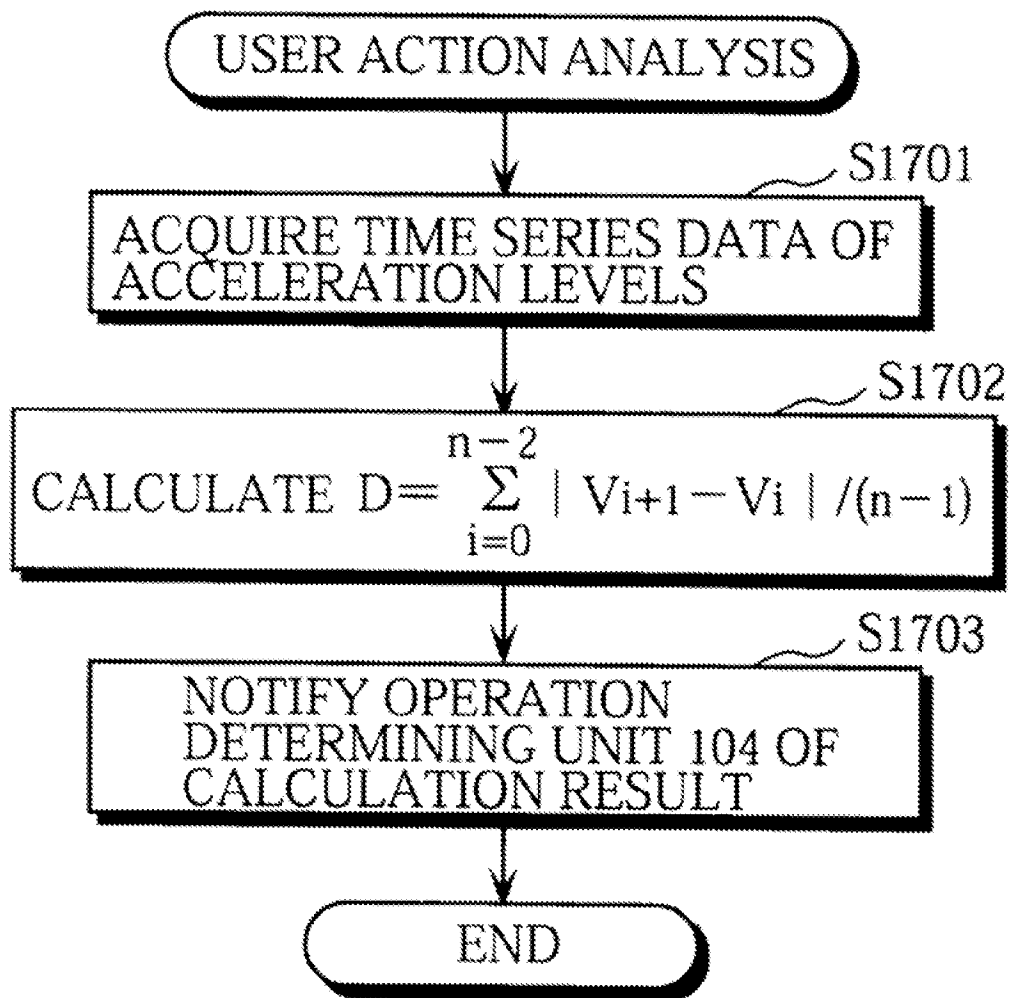 USER ACTION ANALYSIS
S1701
ACQUIRE TIME SERIES DATA OF
ACCELERATION LEVELS
S1702
n−2
CALCULATE D= Σ | Vi+1−Vi | /(n−1)
i=0
S1703
NOTIFY OPERATION
DETERMINING UNIT 104 OF
CALCULATION RESULT
END